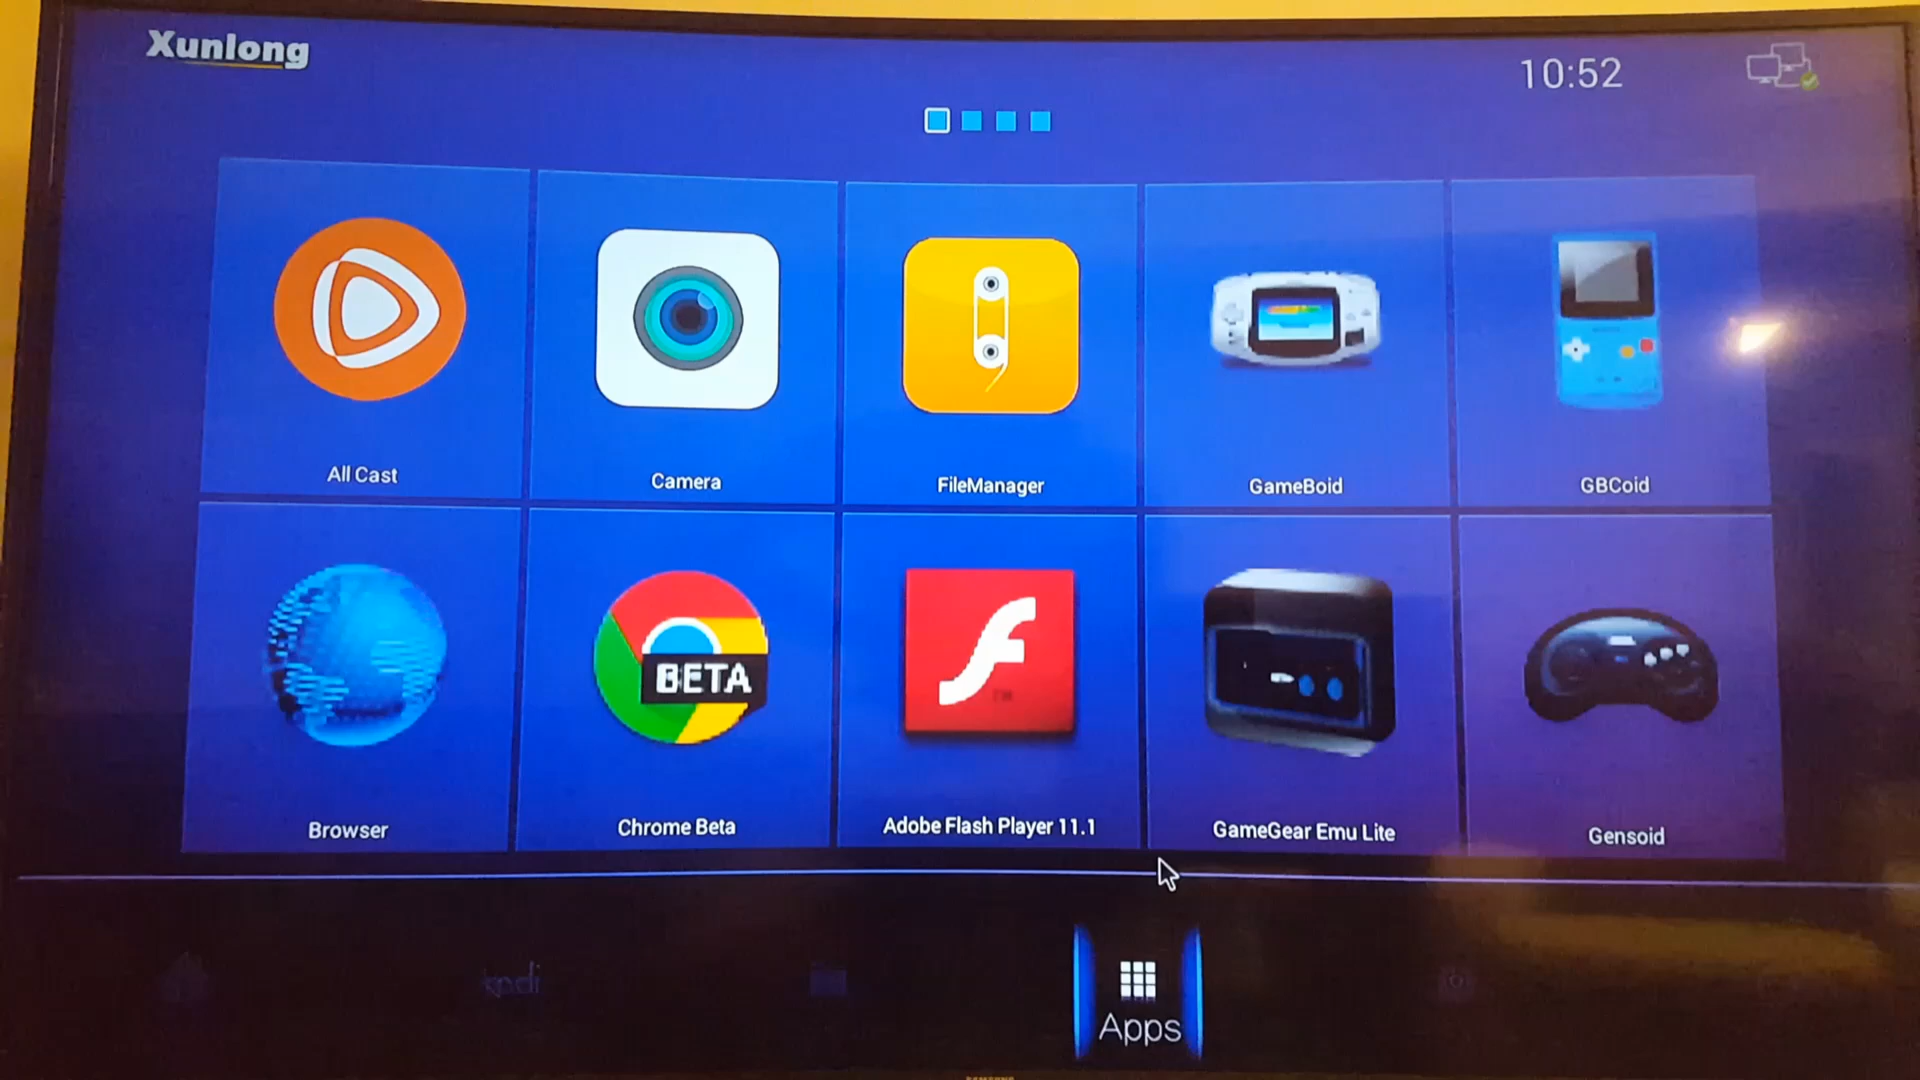 Xunlong
10:52
All Cast
Camera
FileManager
GameBoid
GBCoid
BETA
Browser
Chrome Beta
Adobe Flash Player 11.1
GameGear Emu Lite
Gensoid
kodi
Apps